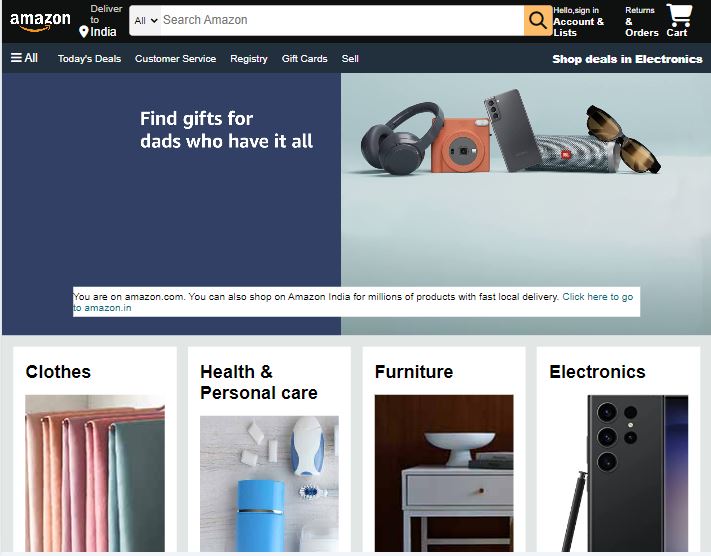 amazon
Deliver
to
India
All
Search Amazon
Hello,sign in
Account &
Lists
Returns
&
Orders
Cart
All
Today's Deals
Customer Service
Registry
Gift Cards
Sell
Shop deals in Electronics
Find gifts for
dads who have it all
JBL
You are on amazon.com. You can also shop on Amazon India for millions of products with fast local delivery. Click here to go
to amazon.in
Clothes
Health &
Personal care
Furniture
Electronics